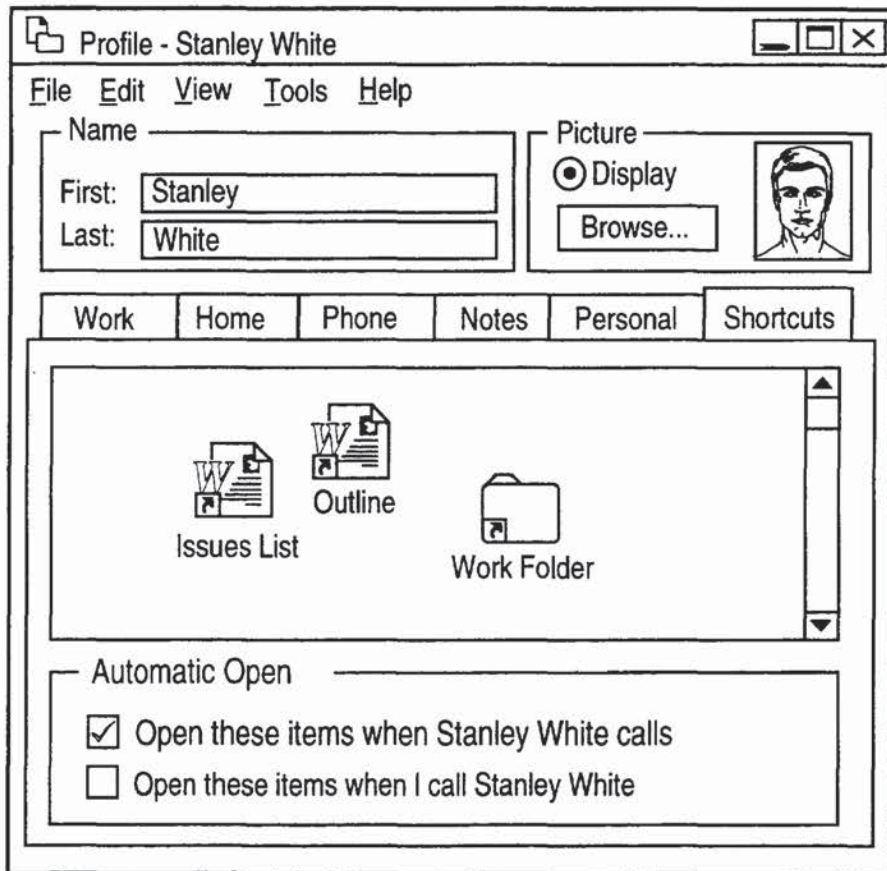 Profile - Stanley White
File Edit View Tools Help
Name
First: Stanley
Last: White
Picture
Display
Browse...
Work Home Phone Notes Personal Shortcuts
W
Outline
W
Issues List
Work Folder
Automatic Open
Open these items when Stanley White calls
Open these items when I call Stanley White